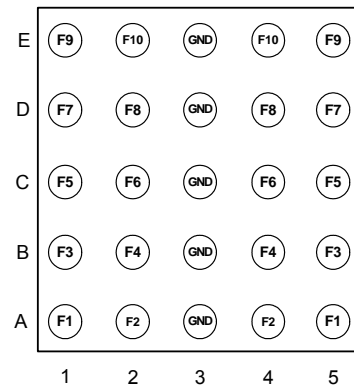 E F9 F10 GND F10 F9
D F7 F8 GND F8 F7
C F5 F6 GND F6 F5
B F3 F4 GND F4 F3
A F1 F2 GND F2 F1
1 2 3 4 5